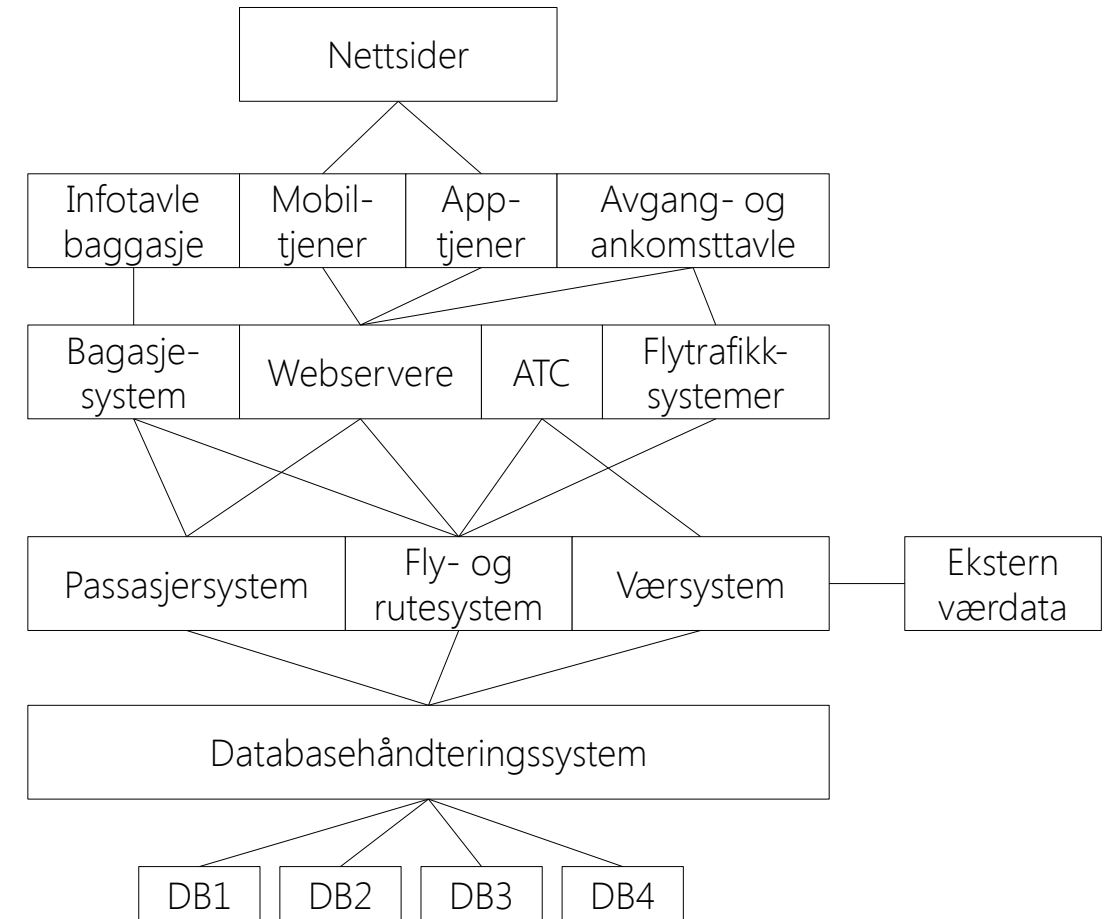 Nettsider
Infotavle
baggasje
Mobil-
tjener
App-
tjener
Avgang- og
ankomsttavle
Bagasje-
system
Webservere
ATC
Flytrafikk-
systemer
Passasjersystem
Fly- og
rutesystem
Værsystem
Ekstern
værdata
Databasehåndteringssystem
DB1
DB2
DB3
DB4